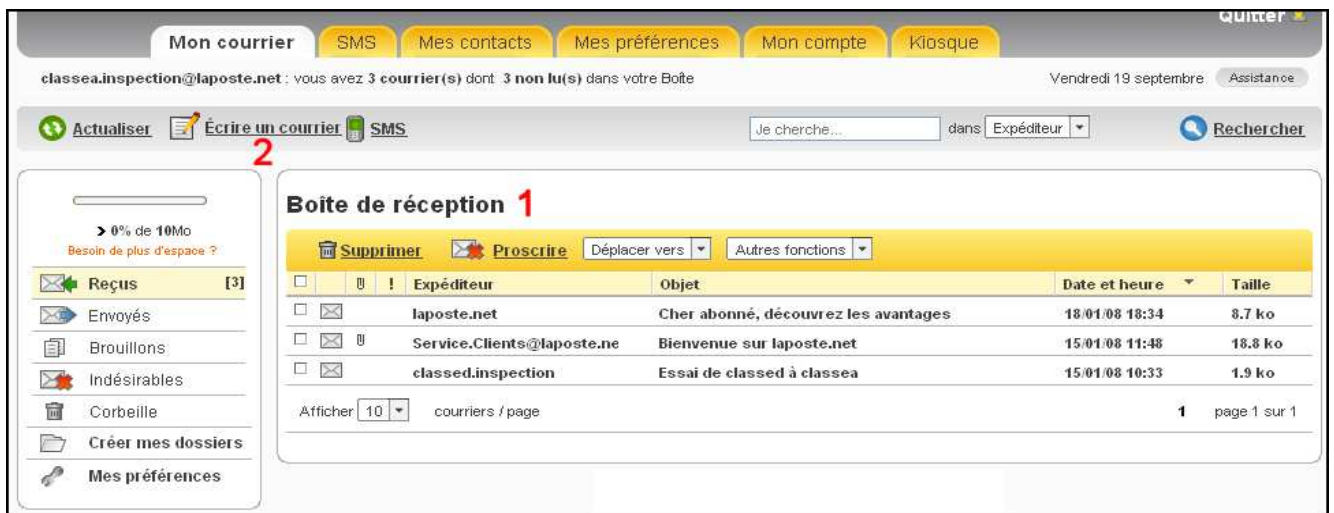 Quitter
Mon courrier SMS Mes contacts Mes préférences Mon compte Kiosque
classea.inspection@laposte.net : vous avez 3 courrier(s) dont 3 non lu(s) dans votre Boîte Vendredi 19 septembre Assistance
Actualiser Écrire un courrier SMS Je cherche... dans Expéditeur Rechercher
2
Boîte de réception 1
> 0% de 10Mo
Besoin de plus d'espace ?
Supprimer Proscrire Déplacer vers Autres fonctions
Reçus [3]
! Expéditeur Objet Date et heure Taille
Envoyés
laposte.net Cher abonné, découvrez les avantages 18/01/08 18:34 8.7 ko
Brouillons
Service.Clients@laposte.ne Bienvenue sur laposte.net 15/01/08 11:48 18.8 ko
Indésirables
classed.inspection Essai de classed à classea 15/01/08 10:33 1.9 ko
Corbeille
Afficher 10 courriers / page 1 page 1 sur 1
Créer mes dossiers
Mes préférences